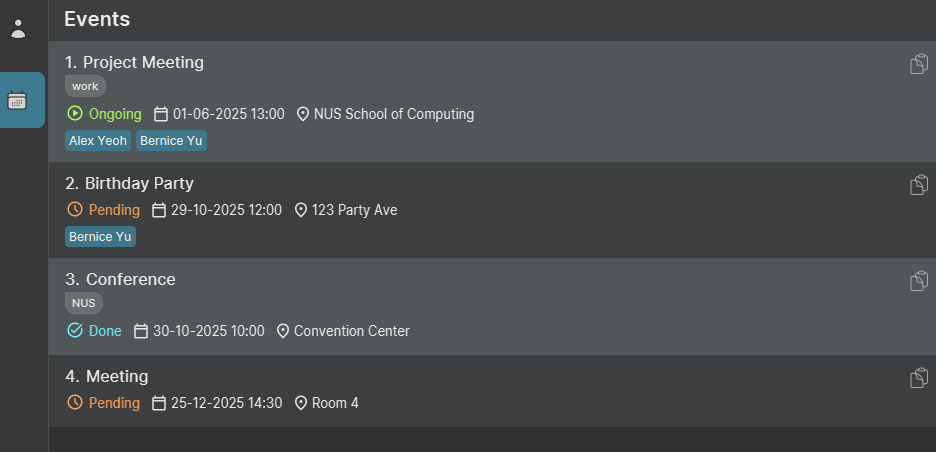 Events
1. Project Meeting
work
Ongoing 01-06-2025 13:00 NUS School of Computing
Alex Yeoh Bernice Yu
2. Birthday Party
Pending 29-10-2025 12:00 123 Party Ave
Bernice Yu
3. Conference
NUS
Done 30-10-2025 10:00 Convention Center
4. Meeting
Pending 25-12-2025 14:30 Room 4